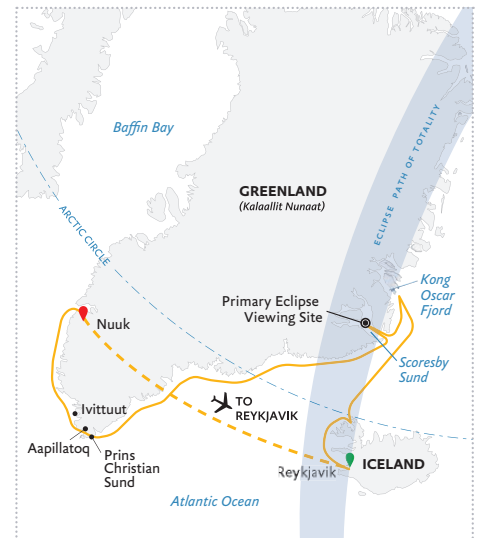 Baffin Bay
ECLIPSE PATH OF TOTALITY
GREENLAND
(Kalaallit Nunaat)
ARCTIC CIRCLE
Kong
Oscar
Fjord
Primary Eclipse
Viewing Site
Nuuk
Scoresby
Sund
TO
REYKJAVIK
Ivittuut
Aapillatoq
Prins
Christian
Sund
Reykjavik
ICELAND
Atlantic Ocean